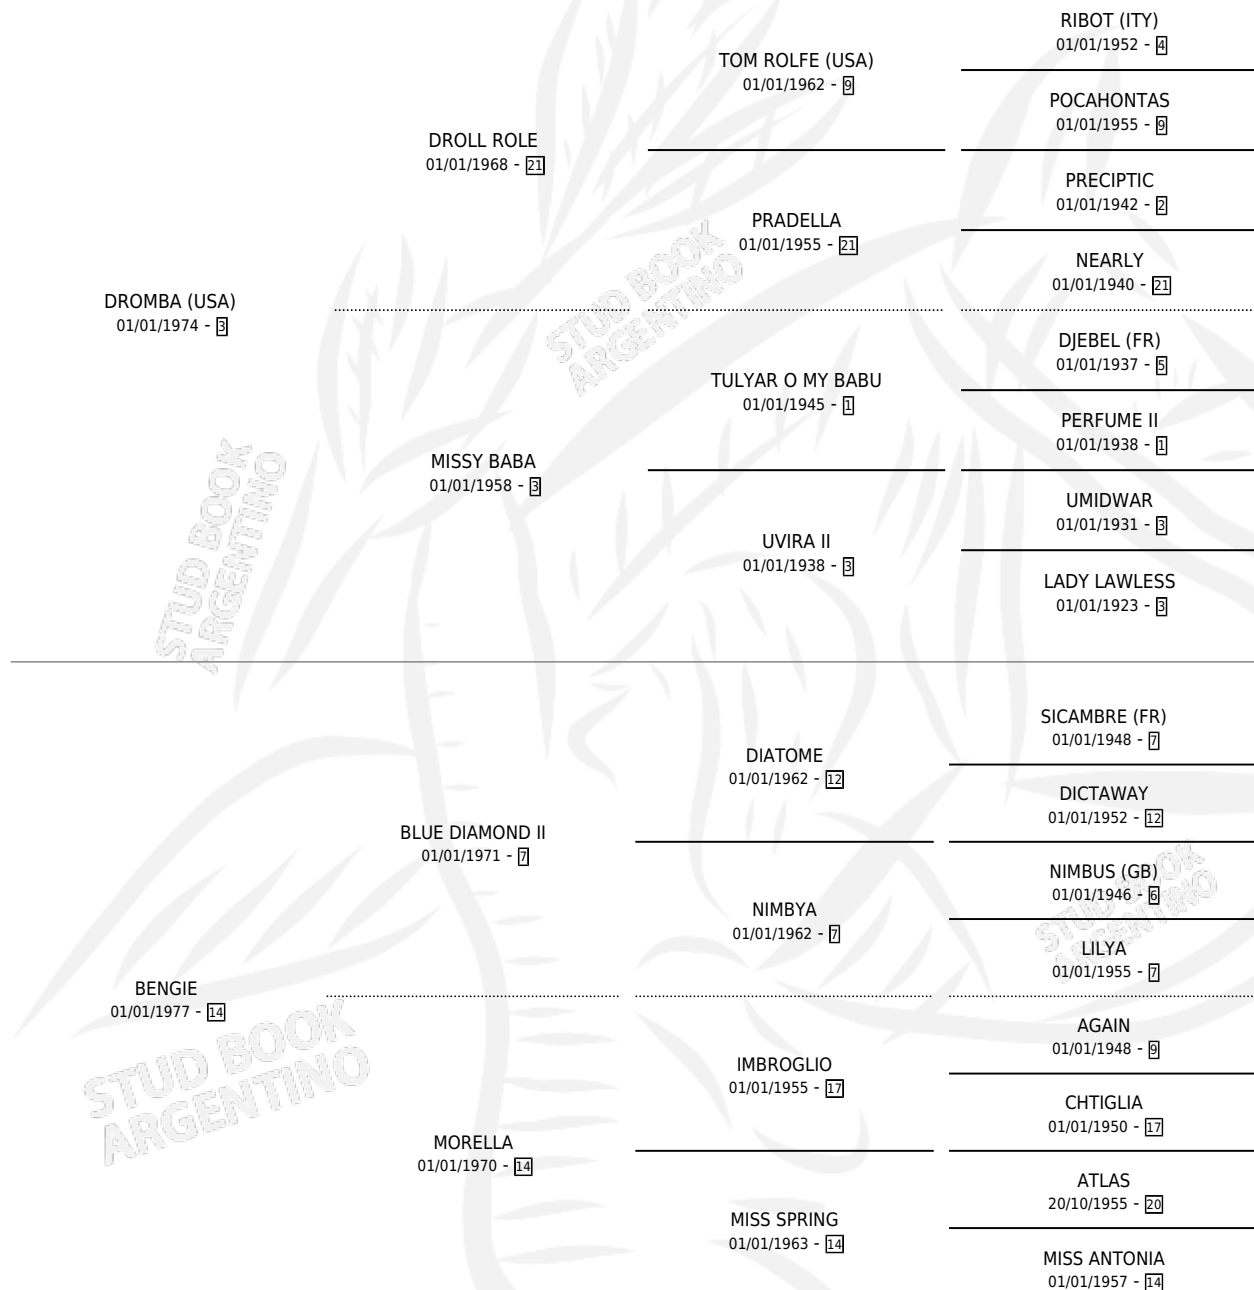 RIBOT (ITY)
01/01/1952 - 4
TOM ROLFE (USA)
01/01/1962 - 9
POCAHONTAS
01/01/1955 - 9
DROLL ROLE
01/01/1968 - 21
PRECIPTIC
01/01/1942 - 2
PRADELLA
01/01/1955 - 21
NEARLY
01/01/1940 - 21
DROMBA (USA)
01/01/1974 - 3
DJEBEL (FR)
01/01/1937 - 5
TULYAR O MY BABU
01/01/1945 - 1
PERFUME II
01/01/1938 - 1
MISSY BABA
01/01/1958 - 3
UMIDWAR
01/01/1931 - 3
UVIRA II
01/01/1938 - 3
LADY LAWLESS
01/01/1923 - 3
SICAMBRE (FR)
01/01/1948 - 7
DIATOME
01/01/1962 - 12
DICTAWAY
01/01/1952 - 12
BLUE DIAMOND II
01/01/1971 - 7
NIMBUS (GB)
01/01/1946 - 6
NIMBYA
01/01/1962 - 7
LILYA
01/01/1955 - 7
BENGIE
01/01/1977 - 14
AGAIN
01/01/1948 - 9
IMBROGLIO
01/01/1955 - 17
CHTIGLIA
01/01/1950 - 17
MORELLA
01/01/1970 - 14
ATLAS
20/10/1955 - 20
MISS SPRING
01/01/1963 - 14
MISS ANTONIA
01/01/1957 - 14
STUD BOOK
ARGENTINO
STUD BOOK
ARGENTINO
STUD BOOK
ARGENTINO
STUD BOOK
ARGENTINO